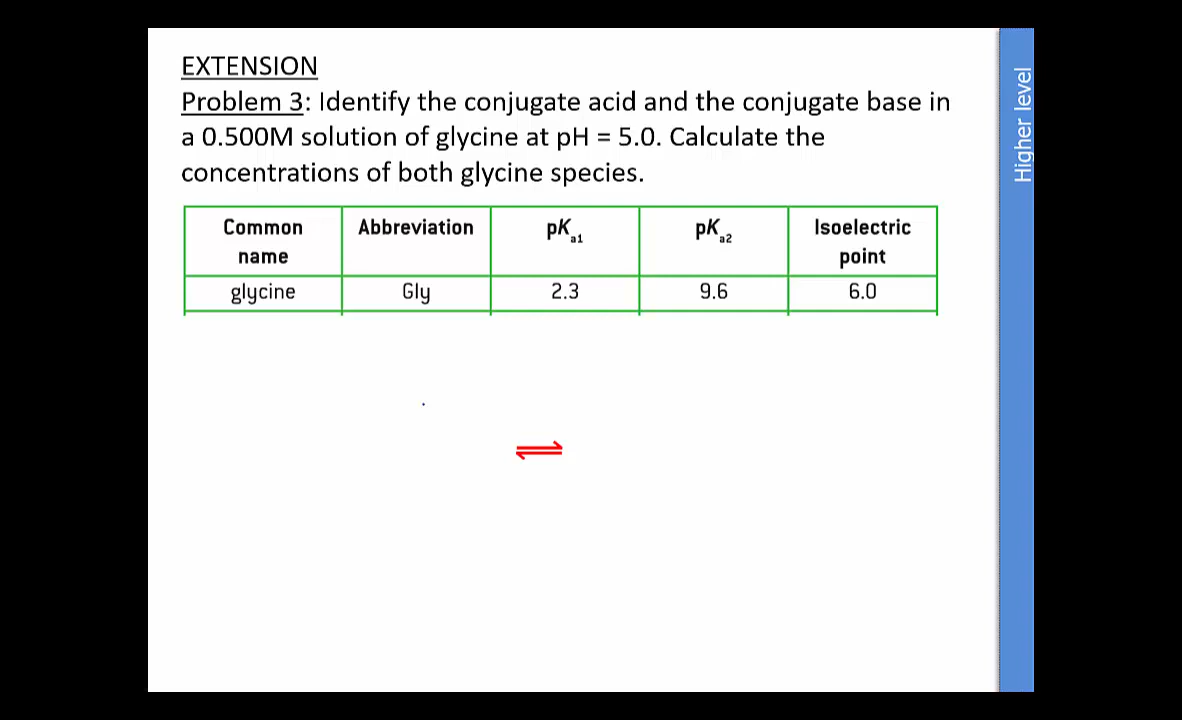 EXTENSION
Problem 3: Identify the conjugate acid and the conjugate base in
a 0.500M solution of glycine at pH = 5.0. Calculate the
concentrations of both glycine species.
Common name Abbreviation pKa1 pKa2 Isoelectric point
glycine Gly 2.3 9.6 6.0
⇌
Higher level